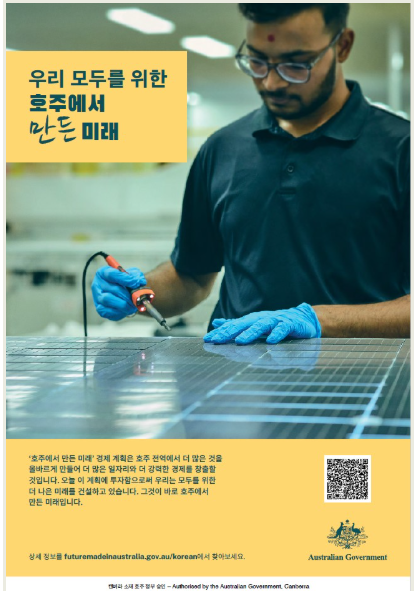 우리 모두를 위한
호주에서
만든 미래
'호주에서 만든 미래' 경제 계획은 호주 전역에서 더 많은 것을
올바르게 만들어 더 많은 일자리와 더 강력한 경제를 창출할
것입니다. 오늘 이 계획에 투자함으로써 우리는 모두를 위한
더 나은 미래를 건설하고 있습니다. 그것이 바로 호주에서
만든 미래입니다.
상세 정보를 futuremadeinaustralia.gov.au/korean에서 찾아보세요.
Australian Government
캔버라 소재 호주 정부 승인 – Authorised by the Australian Government, Canberra